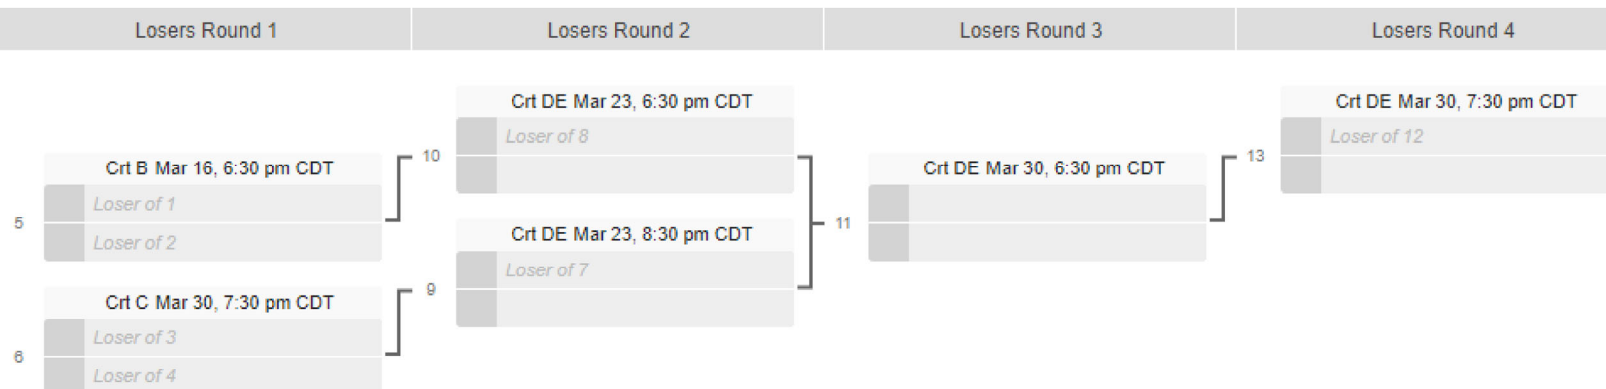 Losers Round 1
Losers Round 2
Losers Round 3
Losers Round 4
Crt DE Mar 23, 6:30 pm CDT
Crt DE Mar 30, 7:30 pm CDT
Loser of 8
Loser of 12
10
13
Crt B Mar 16, 6:30 pm CDT
Crt DE Mar 30, 6:30 pm CDT
Loser of 1
5
11
Crt DE Mar 23, 8:30 pm CDT
Loser of 2
Loser of 7
9
Crt C Mar 30, 7:30 pm CDT
Loser of 3
6
Loser of 4